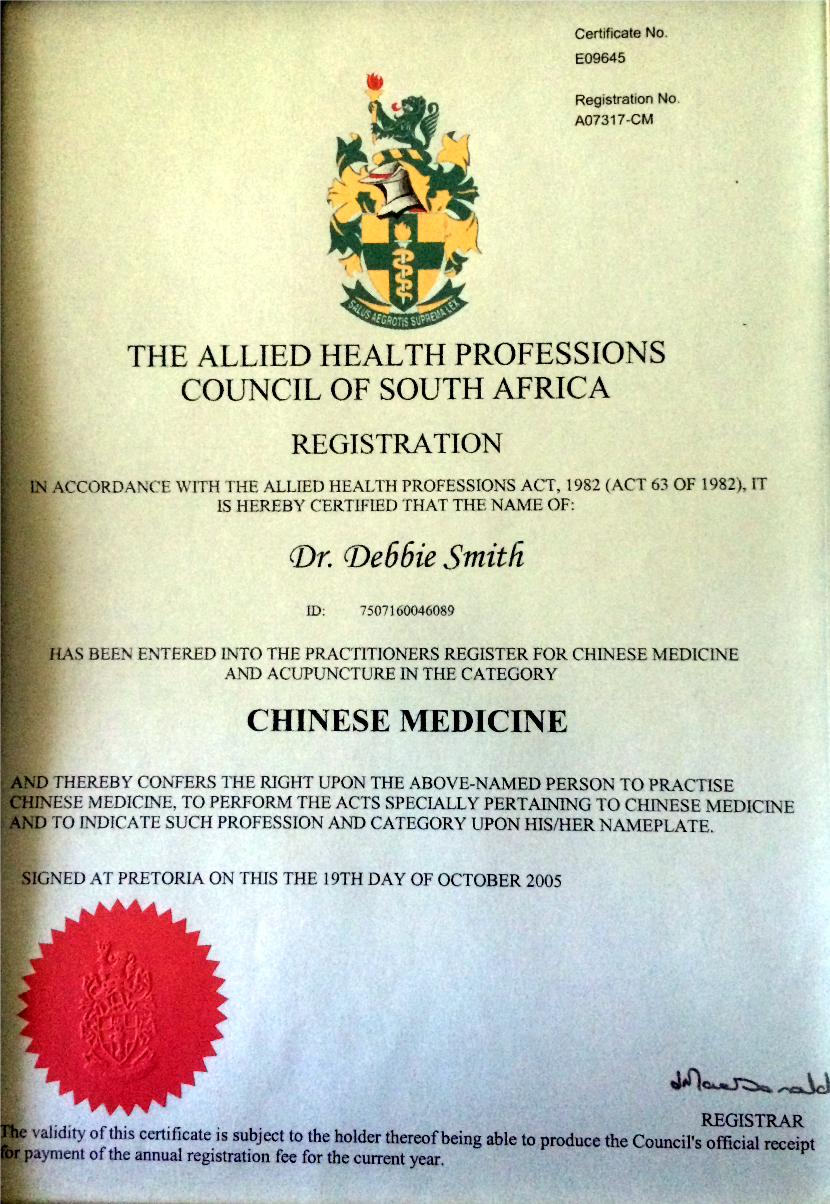 Certificate No.
E09645
Registration No.
A07317-CM
SALUS AEGROTIS SUPREMA LEX
THE ALLIED HEALTH PROFESSIONS
COUNCIL OF SOUTH AFRICA
REGISTRATION
IN ACCORDANCE WITH THE ALLIED HEALTH PROFESSIONS ACT, 1982 (ACT 63 OF 1982), IT
IS HEREBY CERTIFIED THAT THE NAME OF:
Dr. Debbie Smith
ID: 7507160046089
HAS BEEN ENTERED INTO THE PRACTITIONERS REGISTER FOR CHINESE MEDICINE
AND ACUPUNCTURE IN THE CATEGORY
CHINESE MEDICINE
AND THEREBY CONFERS THE RIGHT UPON THE ABOVE-NAMED PERSON TO PRACTISE
CHINESE MEDICINE, TO PERFORM THE ACTS SPECIALLY PERTAINING TO CHINESE MEDICINE
AND TO INDICATE SUCH PROFESSION AND CATEGORY UPON HIS/HER NAMEPLATE.
SIGNED AT PRETORIA ON THIS THE 19TH DAY OF OCTOBER 2005
REGISTRAR
The validity of this certificate is subject to the holder thereof being able to produce the Council's official receipt
for payment of the annual registration fee for the current year.